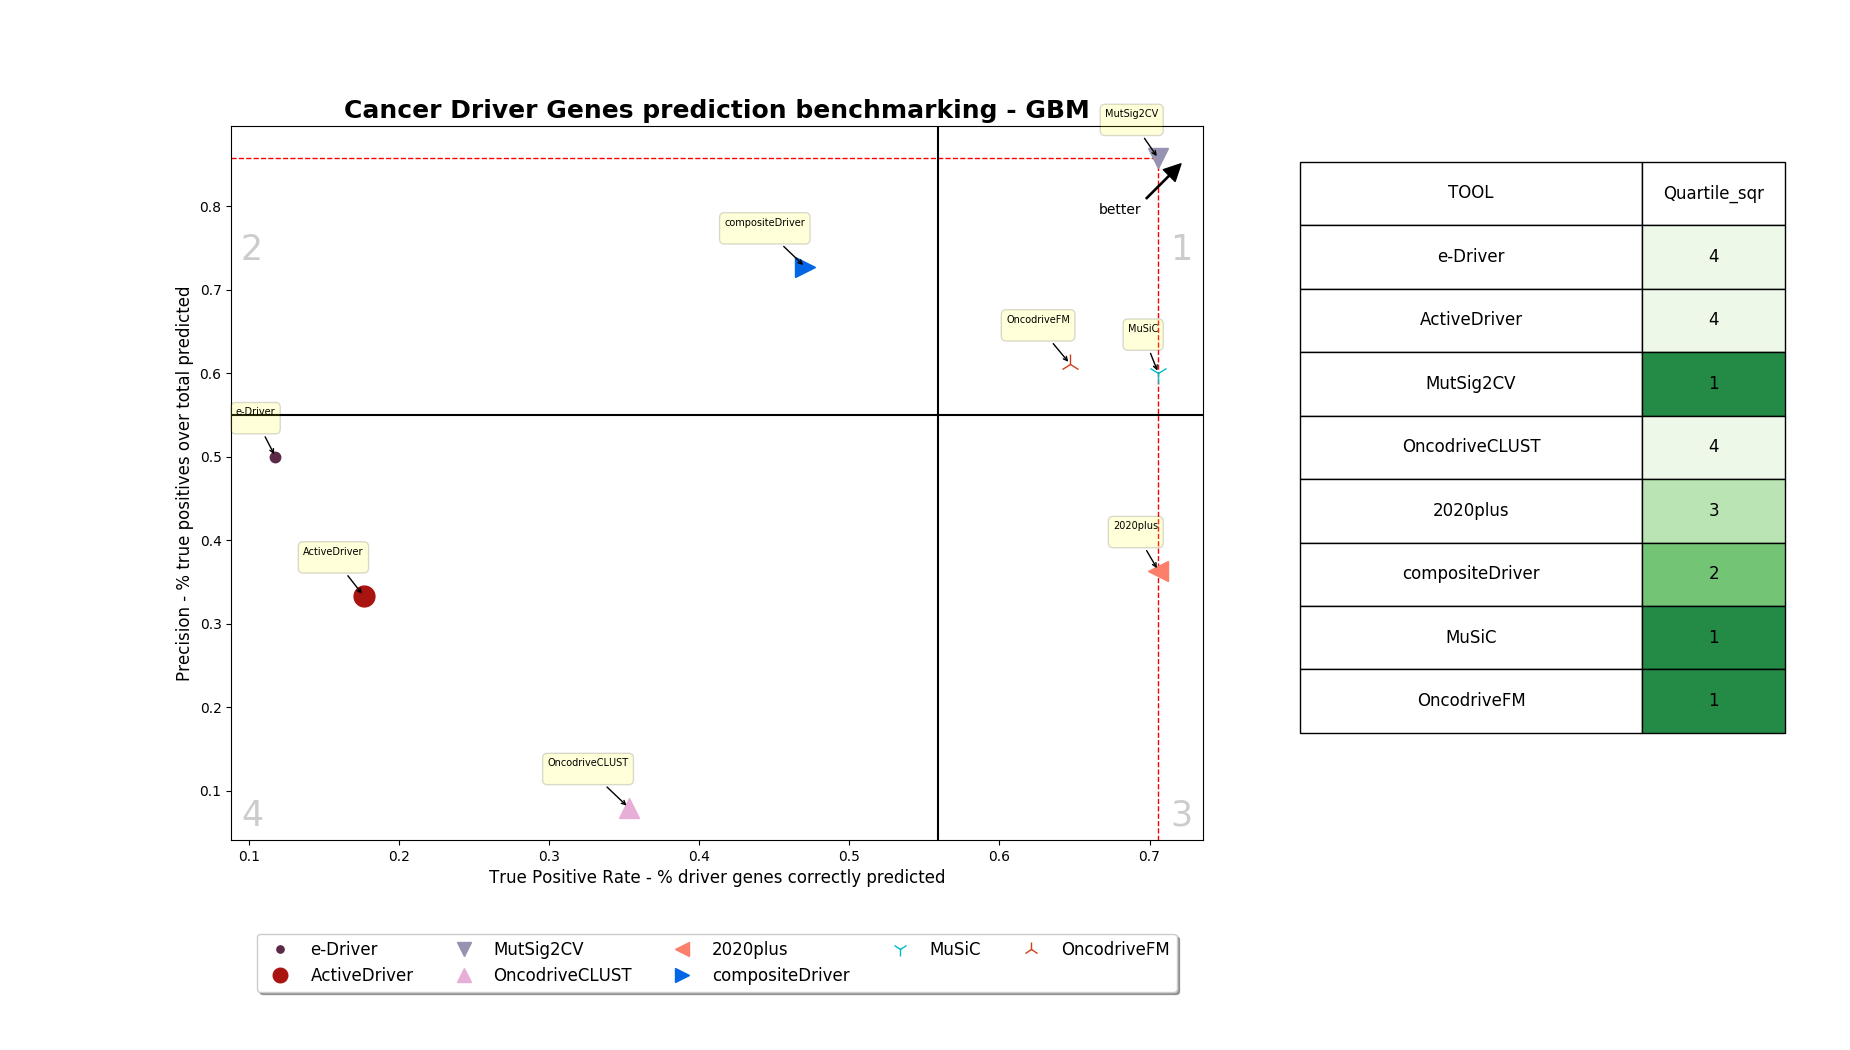 Cancer Driver Genes prediction benchmarking - GBM
MutSig2CV
better
compositeDriver
2
1
OncodriveFM
MuSiC
e-Driver
2020plus
ActiveDriver
OncodriveCLUST
4
3
0.8
0.7
0.6
0.5
0.4
0.3
0.2
0.1
Precision - % true positives over total predicted
0.1 0.2 0.3 0.4 0.5 0.6 0.7
True Positive Rate - % driver genes correctly predicted
e-Driver MutSig2CV 2020plus MuSiC OncodriveFM
ActiveDriver OncodriveCLUST compositeDriver
TOOL Quartile_sqr
e-Driver 4
ActiveDriver 4
MutSig2CV 1
OncodriveCLUST 4
2020plus 3
compositeDriver 2
MuSiC 1
OncodriveFM 1